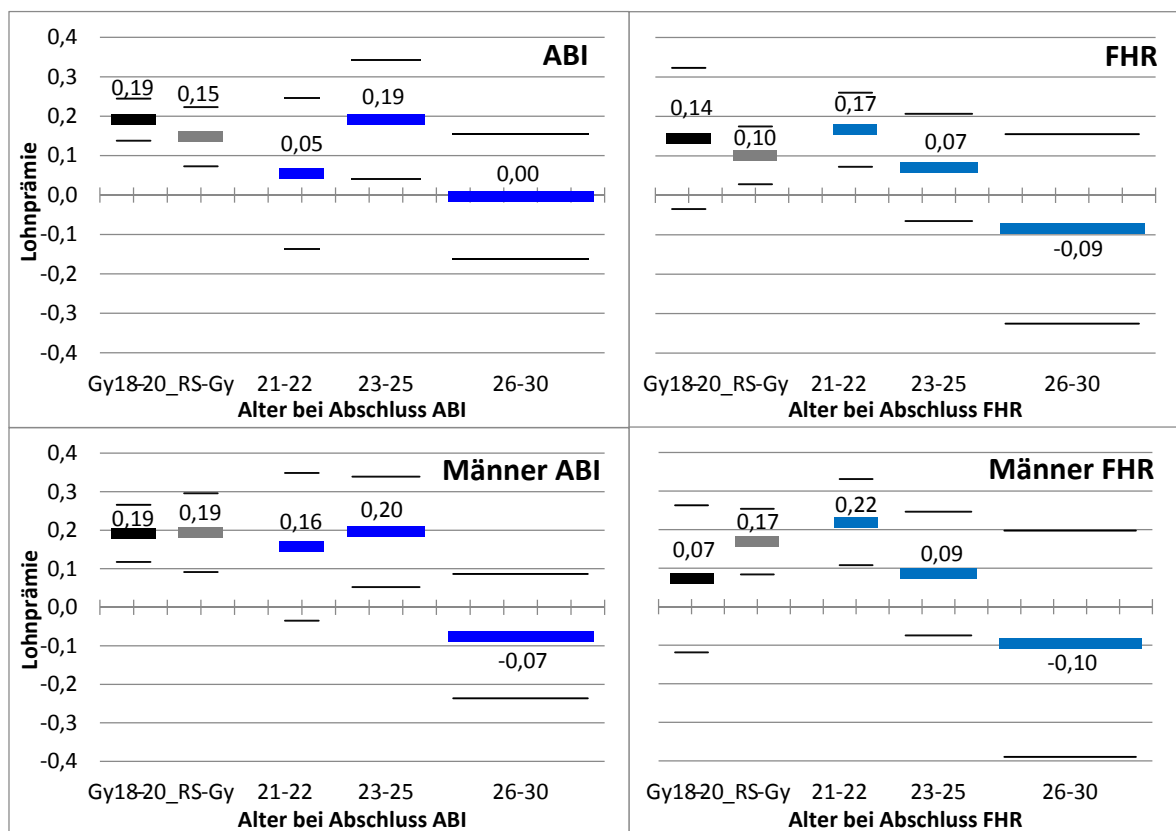 ABI
Lohnprämie
0,4
0,3
0,2
0,1
0,0
-0,1
-0,2
-0,3
-0,4
0,19
0,15
0,05
0,19
0,00
Gy18-20_RS-Gy 21-22 23-25 26-30
Alter bei Abschluss ABI
FHR
0,14
0,10
0,17
0,07
-0,09
Gy18-20_RS-Gy 21-22 23-25 26-30
Alter bei Abschluss FHR
Männer ABI
Lohnprämie
0,4
0,3
0,2
0,1
0,0
-0,1
-0,2
-0,3
-0,4
0,19
0,19
0,16
0,20
-0,07
Gy18-20_RS-Gy 21-22 23-25 26-30
Alter bei Abschluss ABI
Männer FHR
0,07
0,17
0,22
0,09
-0,10
Gy18-20_RS-Gy 21-22 23-25 26-30
Alter bei Abschluss FHR